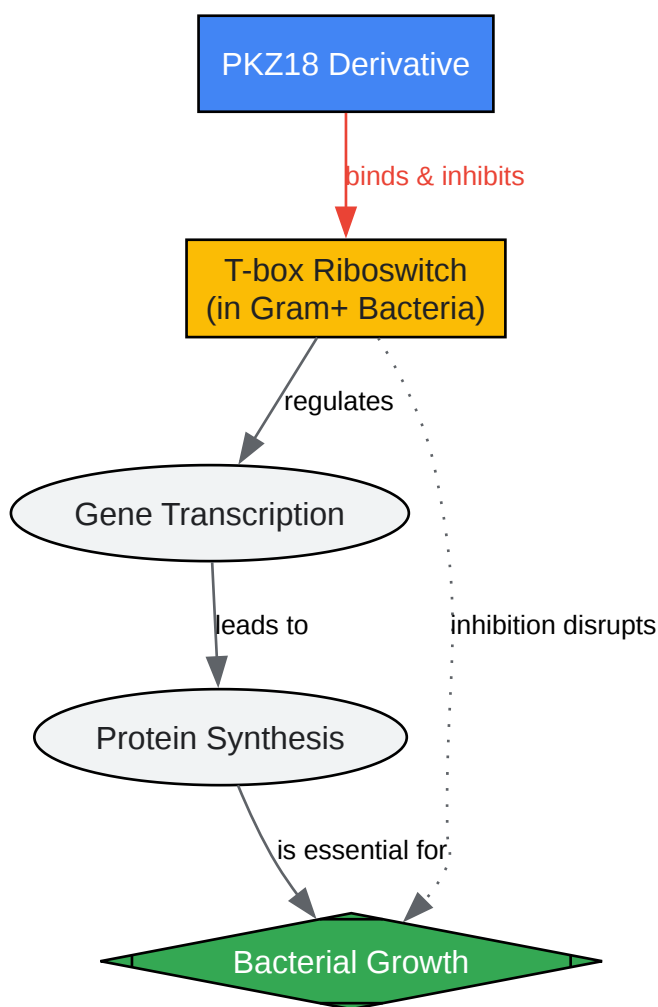 PKZ18 Derivative
binds & inhibits
T-box Riboswitch
(in Gram+ Bacteria)
regulates
Gene Transcription
leads to
inhibition disrupts
Protein Synthesis
is essential for
Bacterial Growth